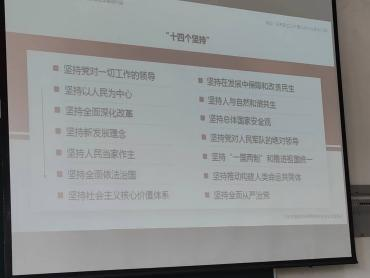 “十四个坚持”
坚持党对一切工作的领导
坚持以人民为中心
坚持全面深化改革
坚持新发展理念
坚持人民当家作主
坚持全面依法治国
坚持社会主义核心价值体系
坚持在发展中保障和改善民生
坚持人与自然和谐共生
坚持总体国家安全观
坚持党对人民军队的绝对领导
坚持“一国两制”和推进祖国统一
坚持推动构建人类命运共同体
坚持全面从严治党